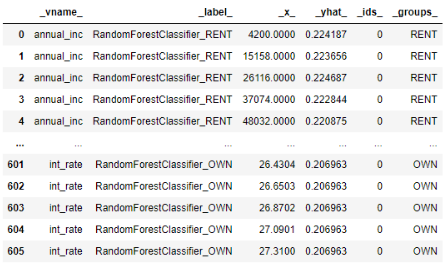 _vname_ _label_ _x_ _yhat_ _ids_ _groups_
0 annual_inc RandomForestClassifier_RENT 4200.0000 0.224187 0 RENT
1 annual_inc RandomForestClassifier_RENT 15158.0000 0.223656 0 RENT
2 annual_inc RandomForestClassifier_RENT 26116.0000 0.224687 0 RENT
3 annual_inc RandomForestClassifier_RENT 37074.0000 0.222844 0 RENT
4 annual_inc RandomForestClassifier_RENT 48032.0000 0.220875 0 RENT
... ... ... ... ... ... ...
601 int_rate RandomForestClassifier_OWN 26.4304 0.206963 0 OWN
602 int_rate RandomForestClassifier_OWN 26.6503 0.206963 0 OWN
603 int_rate RandomForestClassifier_OWN 26.8702 0.206963 0 OWN
604 int_rate RandomForestClassifier_OWN 27.0901 0.206963 0 OWN
605 int_rate RandomForestClassifier_OWN 27.3100 0.206963 0 OWN